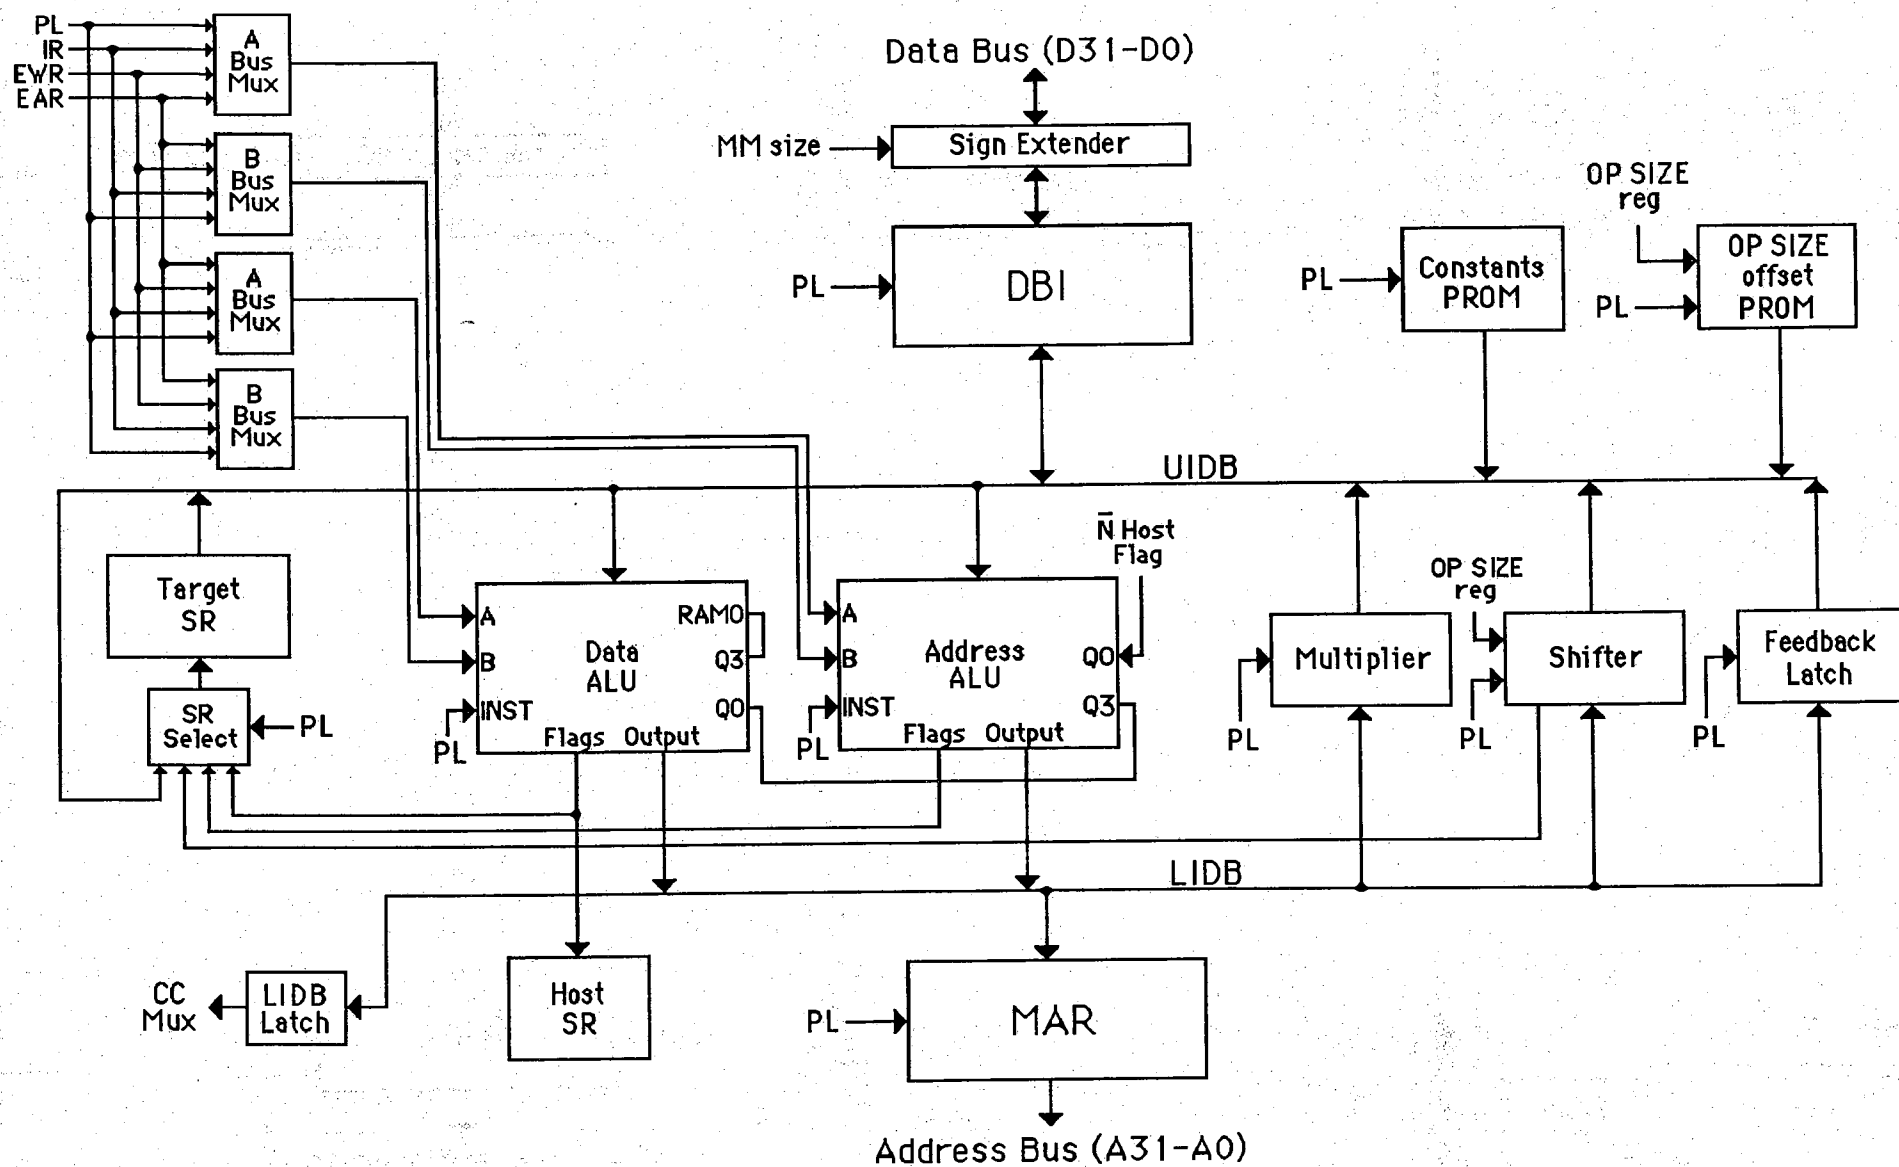 PL
IR
EWR
EAR
A
Bus
Mux
B
Bus
Mux
A
Bus
Mux
B
Bus
Mux
Data Bus (D31-D0)
MM size
Sign Extender
PL
DBI
PL
Constants
PROM
OP SIZE
reg
PL
OP SIZE
offset
PROM
UIDB
Target
SR
SR
Select
PL
A
B
INST
PL
Data
ALU
RAM0
Q3
Q0
Flags Output
A
B
INST
PL
Address
ALU
N̅ Host
Flag
Q0
Q3
Flags Output
PL
Multiplier
OP SIZE
reg
PL
Shifter
PL
Feedback
Latch
LIDB
CC
Mux
LIDB
Latch
Host
SR
PL
MAR
Address Bus (A31-A0)